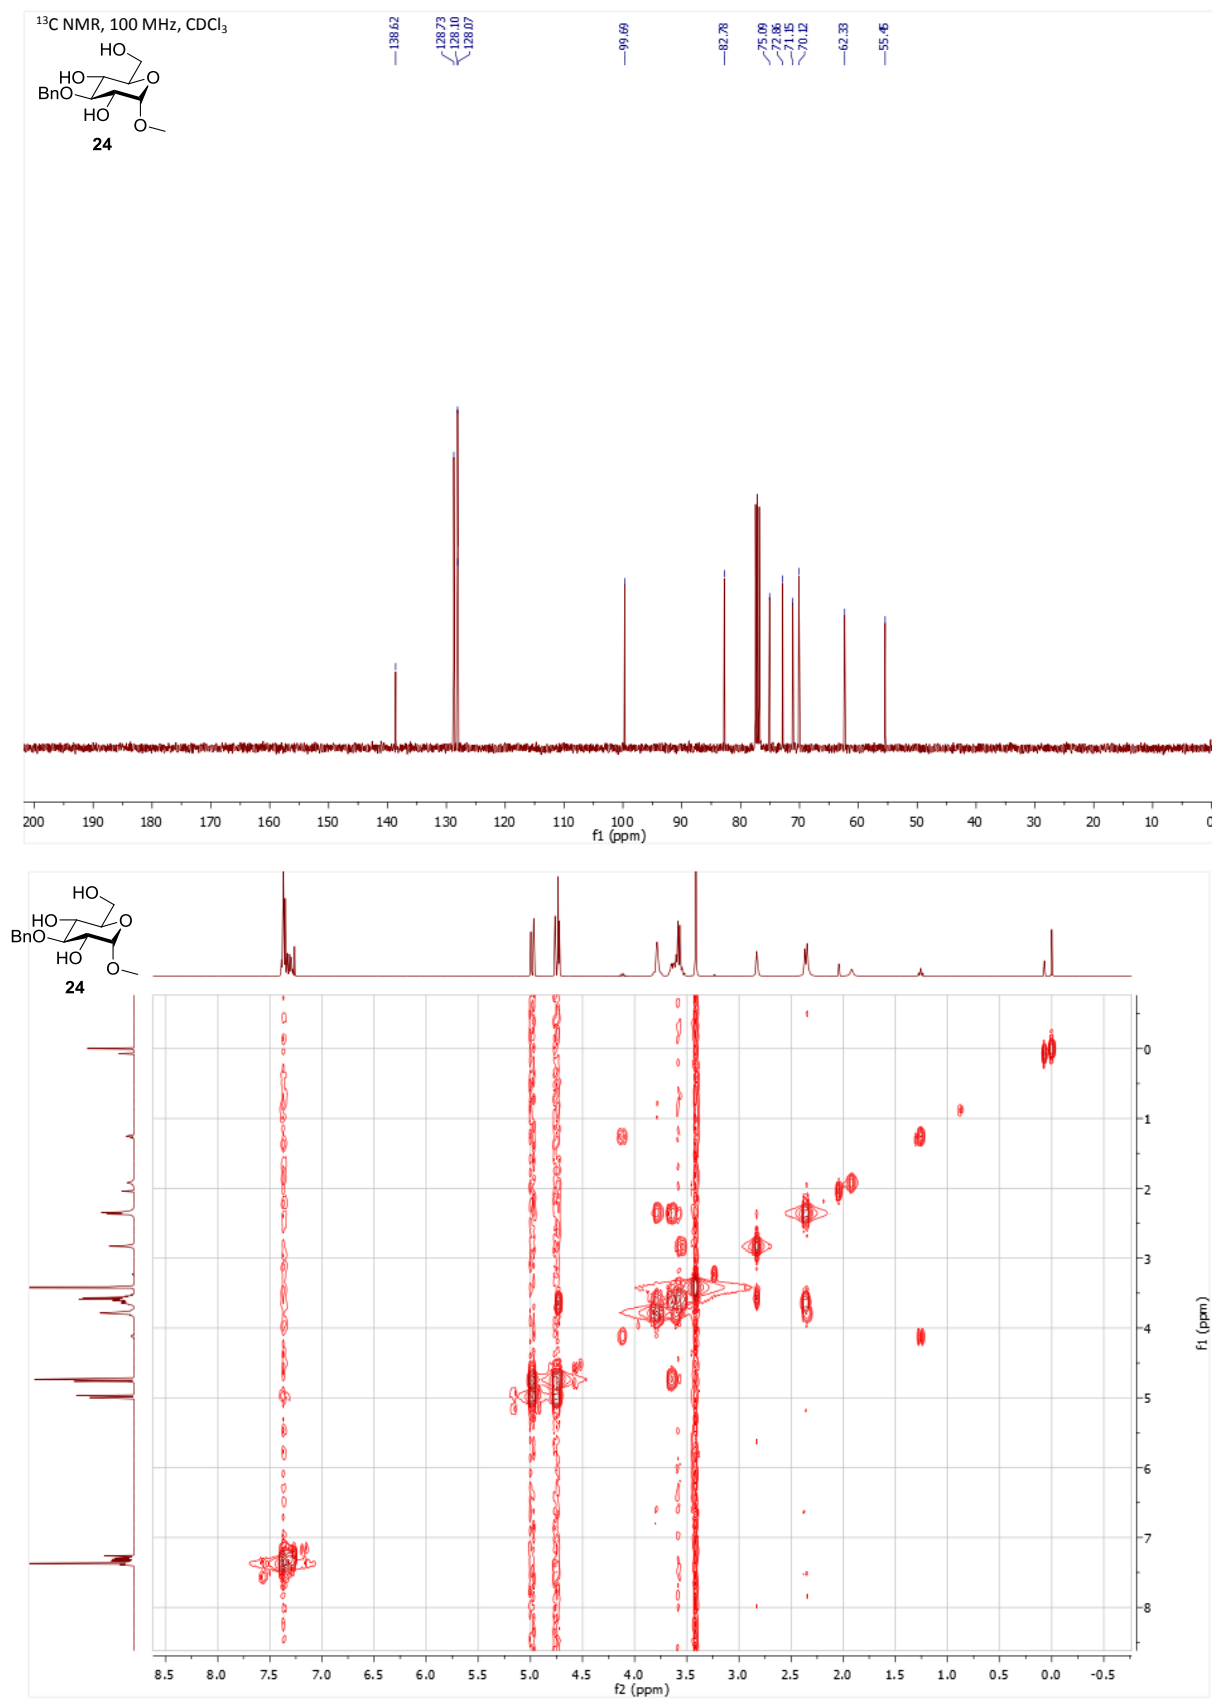 ¹³C NMR, 100 MHz, CDCl₃
HO
HO
O
BnO
HO
O
24
138.62
128.73
128.10
128.07
99.69
82.78
75.09
72.86
71.15
70.12
62.33
55.45
200 190 180 170 160 150 140 130 120 110 100 90 80 70 60 50 40 30 20 10 0
f1 (ppm)
HO
HO
O
BnO
HO
O
24
0
1
2
3
4
5
6
7
8
f1 (ppm)
8.5 8.0 7.5 7.0 6.5 6.0 5.5 5.0 4.5 4.0 3.5 3.0 2.5 2.0 1.5 1.0 0.5 0.0 -0.5
f2 (ppm)